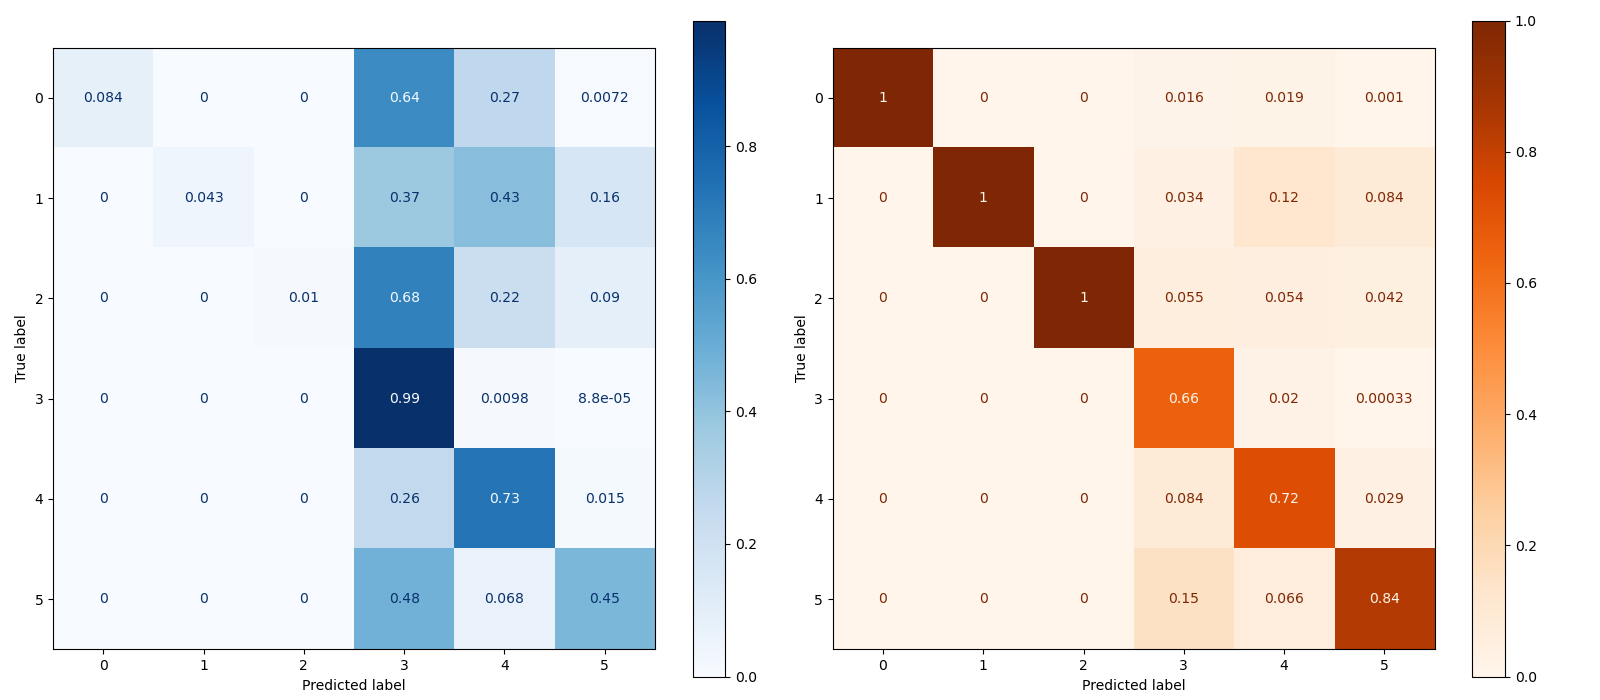 0 0.084 0 0 0.64 0.27 0.0072
1 0 0.043 0 0.37 0.43 0.16
2 0 0 0.01 0.68 0.22 0.09
3 0 0 0 0.99 0.0098 8.8e-05
4 0 0 0 0.26 0.73 0.015
5 0 0 0 0.48 0.068 0.45
0 1 2 3 4 5
True label
Predicted label
0.8
0.6
0.4
0.2
0.0
0 1 0 0 0.016 0.019 0.001
1 0 1 0 0.034 0.12 0.084
2 0 0 1 0.055 0.054 0.042
3 0 0 0 0.66 0.02 0.00033
4 0 0 0 0.084 0.72 0.029
5 0 0 0 0.15 0.066 0.84
0 1 2 3 4 5
True label
Predicted label
1.0
0.8
0.6
0.4
0.2
0.0